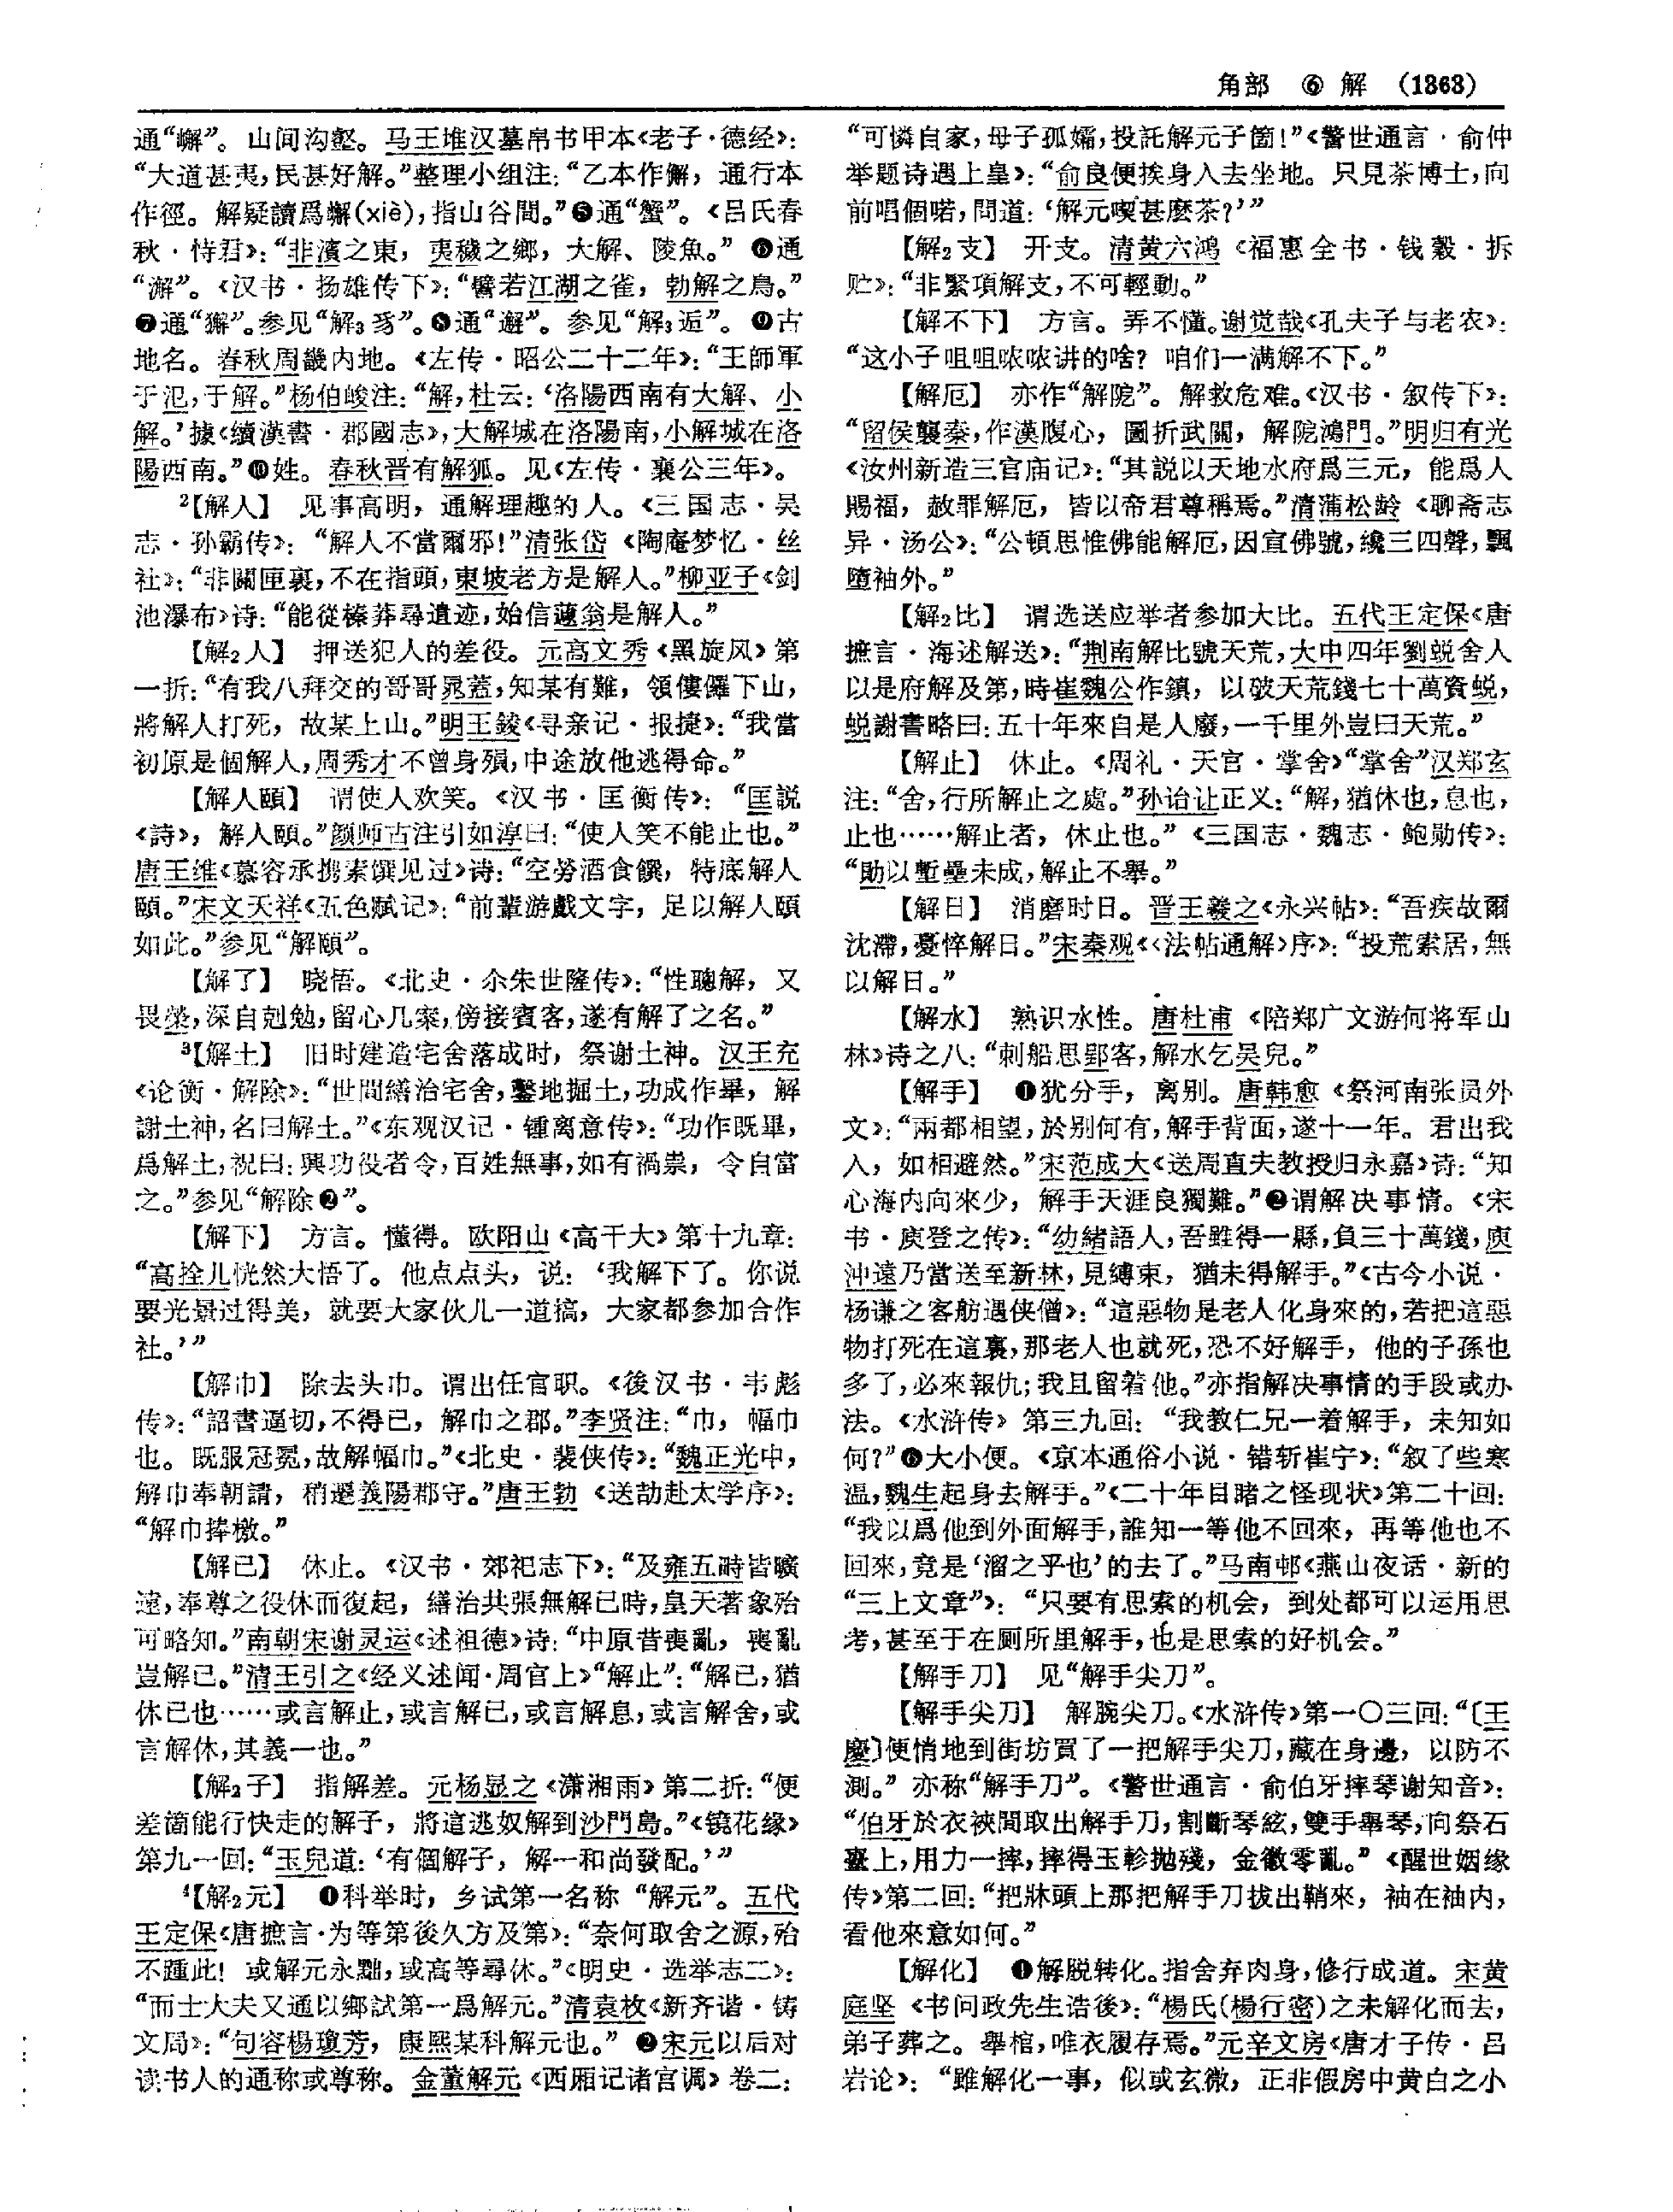 角部 ⑥ 解 (1363)
通“嶰”。山间沟壑。马王堆汉墓帛书甲本《老子·德经》：
“大道甚夷，民甚好解。”整理小组注：“乙本作懈，通行本
作徑。解疑讀爲嶰(xiè)，指山谷間。”❺通“蟹”。《吕氏春
秋·恃君》：“非濱之東，夷穢之鄉，大解、陵魚。”❻通
“澥”。《汉书·扬雄传下》：“譬若江湖之雀，勃解之鳥。”
❼通“獬”。参见“解₃豸”。❽通“邂”。参见“解₃逅”。❾古
地名。春秋周畿内地。《左传·昭公二十二年》：“王師軍
于氾，于解。”杨伯峻注：“解，杜云：‘洛陽西南有大解、小
解。’據《續漢書·郡國志》，大解城在洛陽南，小解城在洛
陽西南。”❿姓。春秋晋有解狐。见《左传·襄公三年》。
²【解人】 见事高明，通解理趣的人。《三国志·吴
志·孙霸传》：“解人不當爾邪！”清张岱《陶庵梦忆·丝
社》：“非關匣裏，不在指頭，東坡老方是解人。”柳亚子《剑
池瀑布》诗：“能從榛莽尋遺迹，始信蘧翁是解人。”
【解₂人】 押送犯人的差役。元高文秀《黑旋风》第
一折：“有我八拜交的哥哥晁蓋，知某有難，領僂儸下山，
將解人打死，故某上山。”明王錂《寻亲记·报捷》：“我當
初原是個解人，周秀才不曾身殞，中途放他逃得命。”
【解人頤】 谓使人欢笑。《汉书·匡衡传》：“匡説
《詩》，解人頤。”颜师古注引如淳曰：“使人笑不能止也。”
唐王维《慕容承携素馔见过》诗：“空勞酒食饌，特底解人
頤。”宋文天祥《五色赋记》：“前輩游戲文字，足以解人頤
如此。”参见“解頤”。
【解了】 晓悟。《北史·尒朱世隆传》：“性聰解，又
畏榮，深自剋勉，留心几案，傍接賓客，遂有解了之名。”
³【解土】 旧时建造宅舍落成时，祭谢土神。汉王充
《论衡·解除》：“世間繕治宅舍，鑿地掘土，功成作畢，解
謝土神，名曰解土。”《东观汉记·锺离意传》：“功作既畢，
爲解土，祝曰：興功役者令，百姓無事，如有禍祟，令自當
之。”参见“解除❷”。
【解下】 方言。懂得。欧阳山《高干大》第十九章：
“高拴儿恍然大悟了。他点点头，说：‘我解下了。你说
要光景过得美，就要大家伙儿一道搞，大家都参加合作
社。’”
【解巾】 除去头巾。谓出任官职。《後汉书·韦彪
传》：“詔書逼切，不得已，解巾之郡。”李贤注：“巾，幅巾
也。既服冠冕，故解幅巾。”《北史·裴侠传》：“魏正光中，
解巾奉朝請，稍遷義陽郡守。”唐王勃《送劼赴太学序》：
“解巾捧檄。”
【解已】 休止。《汉书·郊祀志下》：“及雍五畤皆曠
遠，奉尊之役休而復起，繕治共張無解已時，皇天著象殆
可略知。”南朝宋谢灵运《述祖德》诗：“中原昔喪亂，喪亂
豈解已。”清王引之《经义述闻·周官上》“解止”：“解已，猶
休已也……或言解止，或言解已，或言解息，或言解舍，或
言解休，其義一也。”
【解₂子】 指解差。元杨显之《潇湘雨》第二折：“便
差箇能行快走的解子，將這逃奴解到沙門島。”《镜花缘》
第九一回：“玉兒道：‘有個解子，解一和尚發配。’”
⁴【解₂元】 ❶科举时，乡试第一名称“解元”。五代
王定保《唐摭言·为等第後久方及第》：“奈何取舍之源，殆
不踵此！或解元永黜，或高等尋休。”《明史·选举志二》：
“而士大夫又通以鄉試第一爲解元。”清袁枚《新齐谐·铸
文局》：“句容楊瓊芳，康熙某科解元也。”❷宋元以后对
读书人的通称或尊称。金董解元《西厢记诸宫调》卷二：
“可憐自家，母子孤孀，投託解元子箇！”《警世通言·俞仲
举题诗遇上皇》：“俞良便挨身入去坐地。只見茶博士，向
前唱個喏，問道：‘解元喫甚麽茶？’”
【解₂支】 开支。清黄六鸿《福惠全书·钱穀·拆
贮》：“非緊項解支，不可輕動。”
【解不下】 方言。弄不懂。谢觉哉《孔夫子与老农》：
“这小子咀咀哝哝讲的啥？咱们一满解不下。”
【解厄】 亦作“解阨”。解救危难。《汉书·叙传下》：
“留侯襲秦，作漢腹心，圖折武關，解阨鴻門。”明归有光
《汝州新造三官庙记》：“其説以天地水府爲三元，能爲人
賜福，赦罪解厄，皆以帝君尊稱焉。”清蒲松龄《聊斋志
异·汤公》：“公頓思惟佛能解厄，因宣佛號，纔三四聲，飄
墮袖外。”
【解₂比】 谓选送应举者参加大比。五代王定保《唐
摭言·海述解送》：“荆南解比號天荒，大中四年劉蜕舍人
以是府解及第，時崔魏公作鎮，以破天荒錢七十萬資蜕，
蜕謝書略曰：五十年來自是人廢，一千里外豈曰天荒。”
【解止】 休止。《周礼·天官·掌舍》“掌舍”汉郑玄
注：“舍，行所解止之處。”孙诒让正义：“解，猶休也，息也，
止也……解止者，休止也。”《三国志·魏志·鲍勋传》：
“勛以塹壘未成，解止不舉。”
【解日】 消磨时日。晋王羲之《永兴帖》：“吾疾故爾
沈滯，憂悴解日。”宋秦观《〈法帖通解〉序》：“投荒索居，無
以解日。”
【解水】 熟识水性。唐杜甫《陪郑广文游何将军山
林》诗之八：“刺船思郢客，解水乞吴兒。”
【解手】 ❶犹分手，离别。唐韩愈《祭河南张员外
文》：“兩都相望，於别何有，解手背面，遂十一年。君出我
入，如相避然。”宋范成大《送周直夫教授归永嘉》诗：“知
心海内向來少，解手天涯良獨難。”❷谓解决事情。《宋
书·庾登之传》：“幼緒語人，吾雖得一縣，負三十萬錢，庾
沖遠乃當送至新林，見縛束，猶未得解手。”《古今小说·
杨谦之客舫遇侠僧》：“這惡物是老人化身來的，若把這惡
物打死在這裏，那老人也就死，恐不好解手，他的子孫也
多了，必來報仇；我且留着他。”亦指解决事情的手段或办
法。《水浒传》第三九回：“我教仁兄一着解手，未知如
何？”❸大小便。《京本通俗小说·错斩崔宁》：“叙了些寒
温，魏生起身去解手。”《二十年目睹之怪现状》第二十回：
“我以爲他到外面解手，誰知一等他不回來，再等他也不
回來，竟是‘溜之乎也’的去了。”马南邨《燕山夜话·新的
“三上文章”》：“只要有思索的机会，到处都可以运用思
考，甚至于在厕所里解手，也是思索的好机会。”
【解手刀】 见“解手尖刀”。
【解手尖刀】 解腕尖刀。《水浒传》第一〇三回：“〔王
慶〕便悄地到街坊買了一把解手尖刀，藏在身邊，以防不
測。”亦称“解手刀”。《警世通言·俞伯牙摔琴谢知音》：
“伯牙於衣裌間取出解手刀，割斷琴絃，雙手舉琴，向祭石
臺上，用力一摔，摔得玉軫抛殘，金徽零亂。”《醒世姻缘
传》第二回：“把牀頭上那把解手刀拔出鞘來，袖在袖内，
看他來意如何。”
【解化】 ❶解脱转化。指舍弃肉身，修行成道。宋黄
庭坚《书问政先生诰後》：“楊氏(楊行密)之未解化而去，
弟子葬之。舉棺，唯衣履存焉。”元辛文房《唐才子传·吕
岩论》：“雖解化一事，似或玄微，正非假房中黄白之小